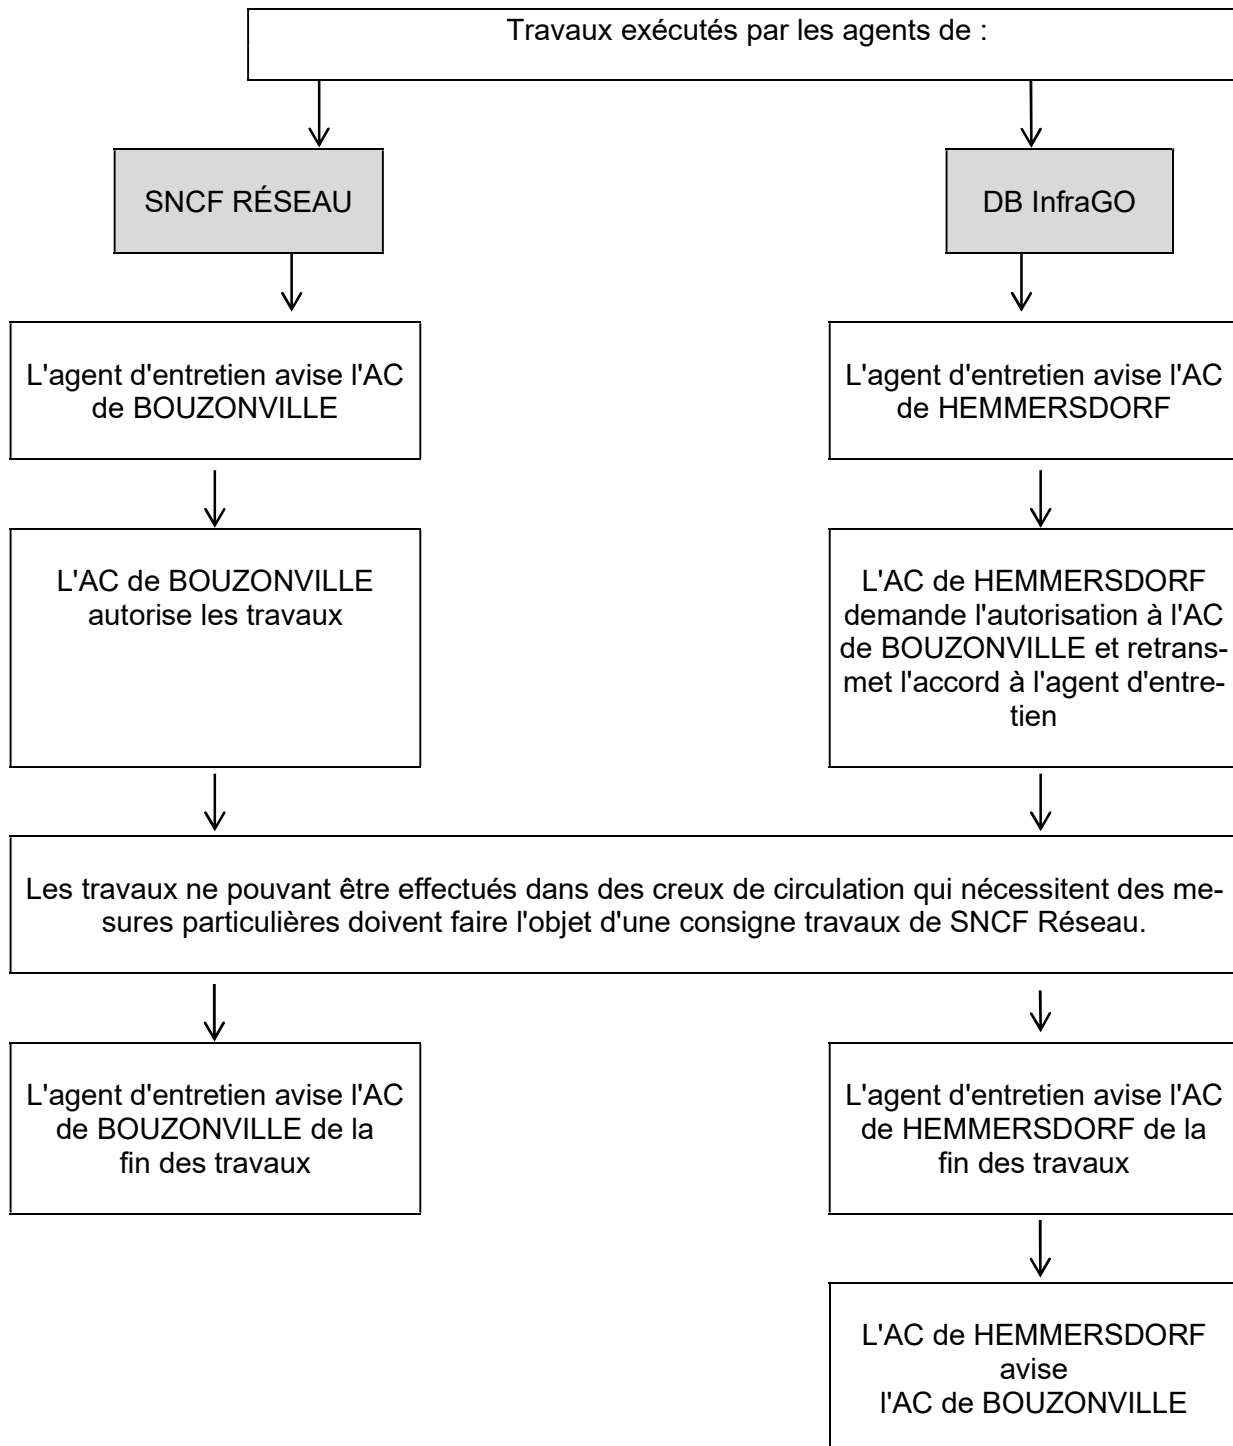 Travaux exécutés par les agents de :
SNCF RÉSEAU
DB InfraGO
L'agent d'entretien avise l'AC
de BOUZONVILLE
L'agent d'entretien avise l'AC
de HEMMERSDORF
L'AC de BOUZONVILLE
autorise les travaux
L'AC de HEMMERSDORF
demande l'autorisation à l'AC
de BOUZONVILLE et retrans-
met l'accord à l'agent d'entre-
tien
Les travaux ne pouvant être effectués dans des creux de circulation qui nécessitent des me-
sures particulières doivent faire l'objet d'une consigne travaux de SNCF Réseau.
L'agent d'entretien avise l'AC
de BOUZONVILLE de la
fin des travaux
L'agent d'entretien avise l'AC
de HEMMERSDORF de la
fin des travaux
L'AC de HEMMERSDORF
avise
l'AC de BOUZONVILLE